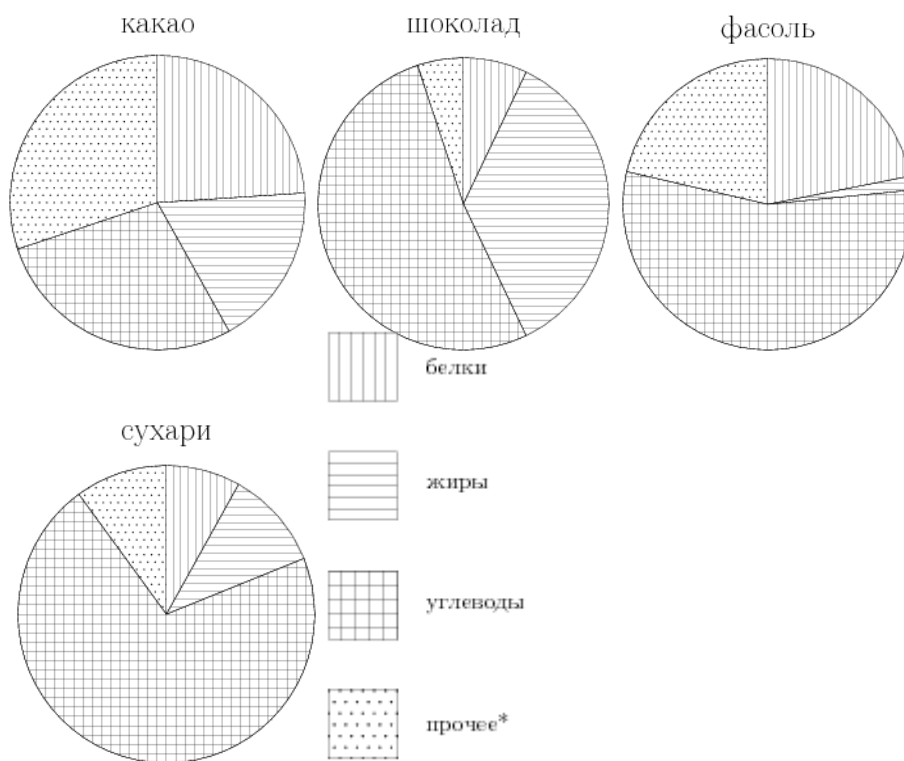 какао
шоколад
фасоль
белки
сухари
жиры
углеводы
прочее*